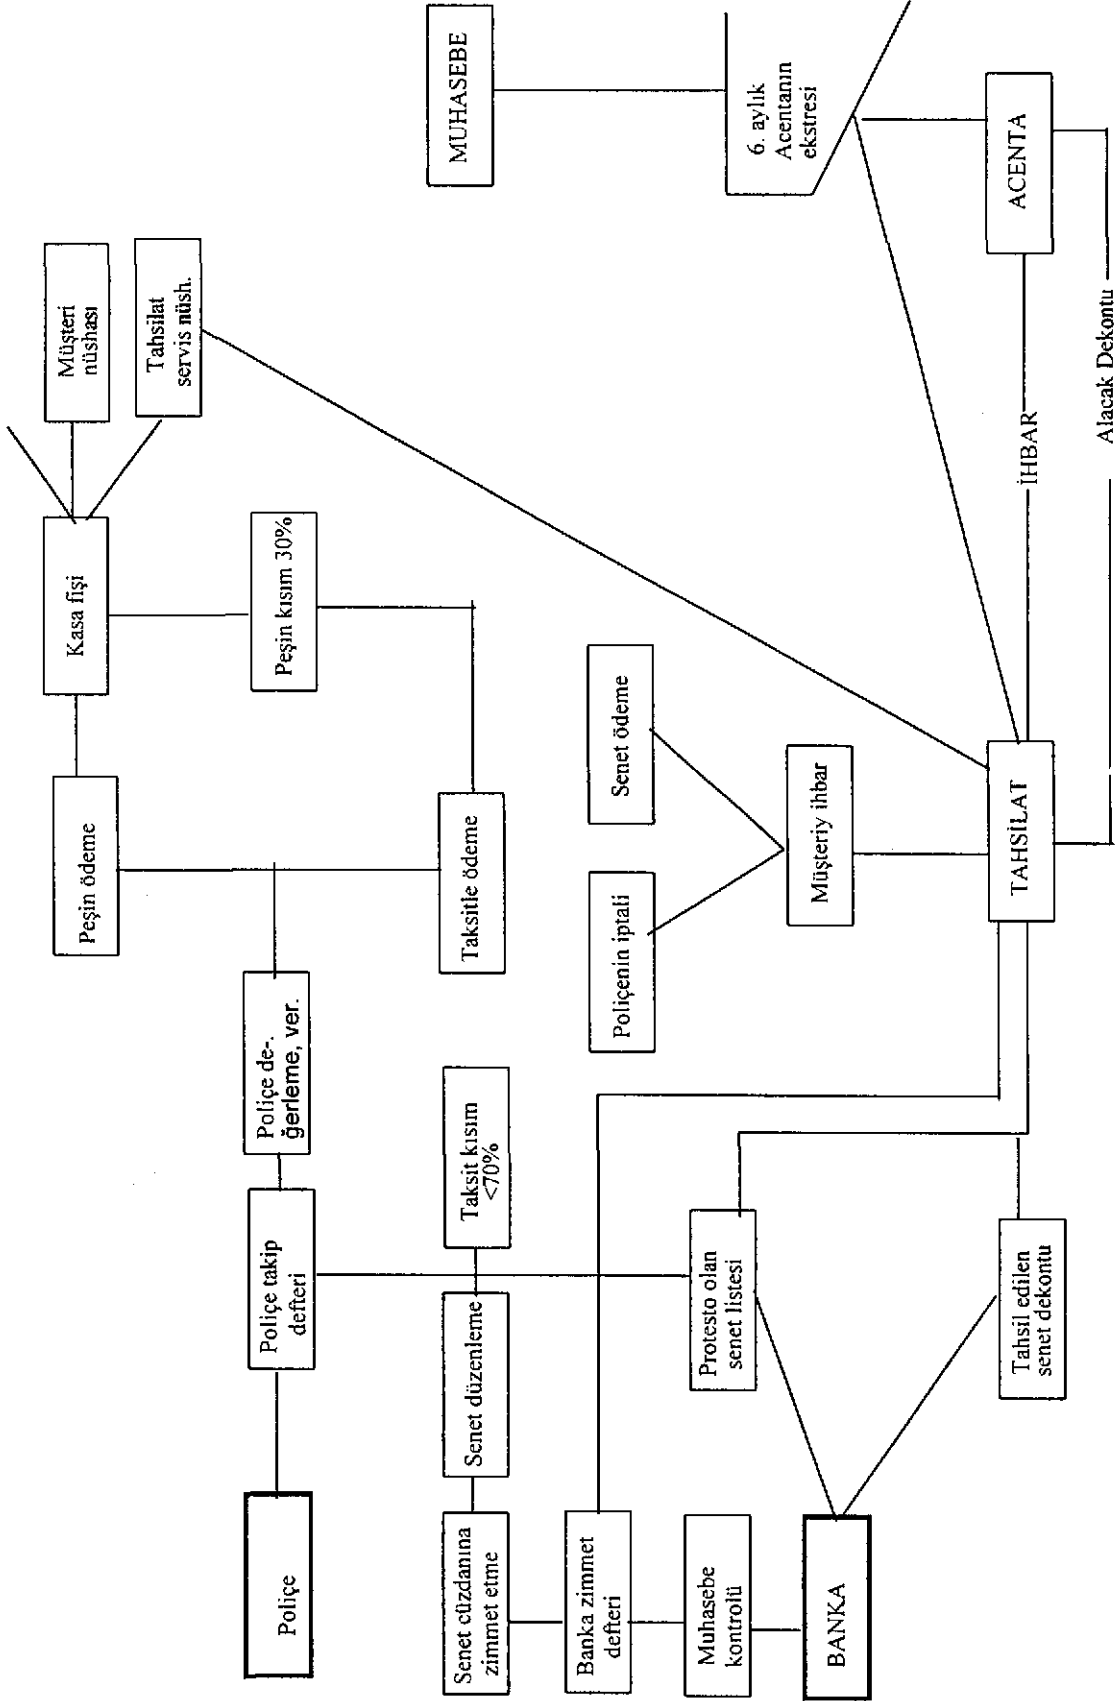 Poliçe
Poliçe takip
defteri
Poliçe de-.
ğerleme, ver.
Peşin ödeme
Kasa fişi
Müşteri
nüshası
Tahsilat
servis nüsh.
Peşin kısım 30%
Taksitle ödeme
Taksit kısım
<70%
Senet düzenleme
Senet cüzdanına
zimmet etme
Banka zimmet
defteri
Muhasebe
kontrolü
BANKA
Protesto olan
senet listesi
Tahsil edilen
senet dekontu
Poliçenin iptali
Senet ödeme
Müşteriy ihbar
TAHSİLAT
İHBAR
Alacak Dekontu
ACENTA
6. aylık
Acentanın
ekstresi
MUHASEBE